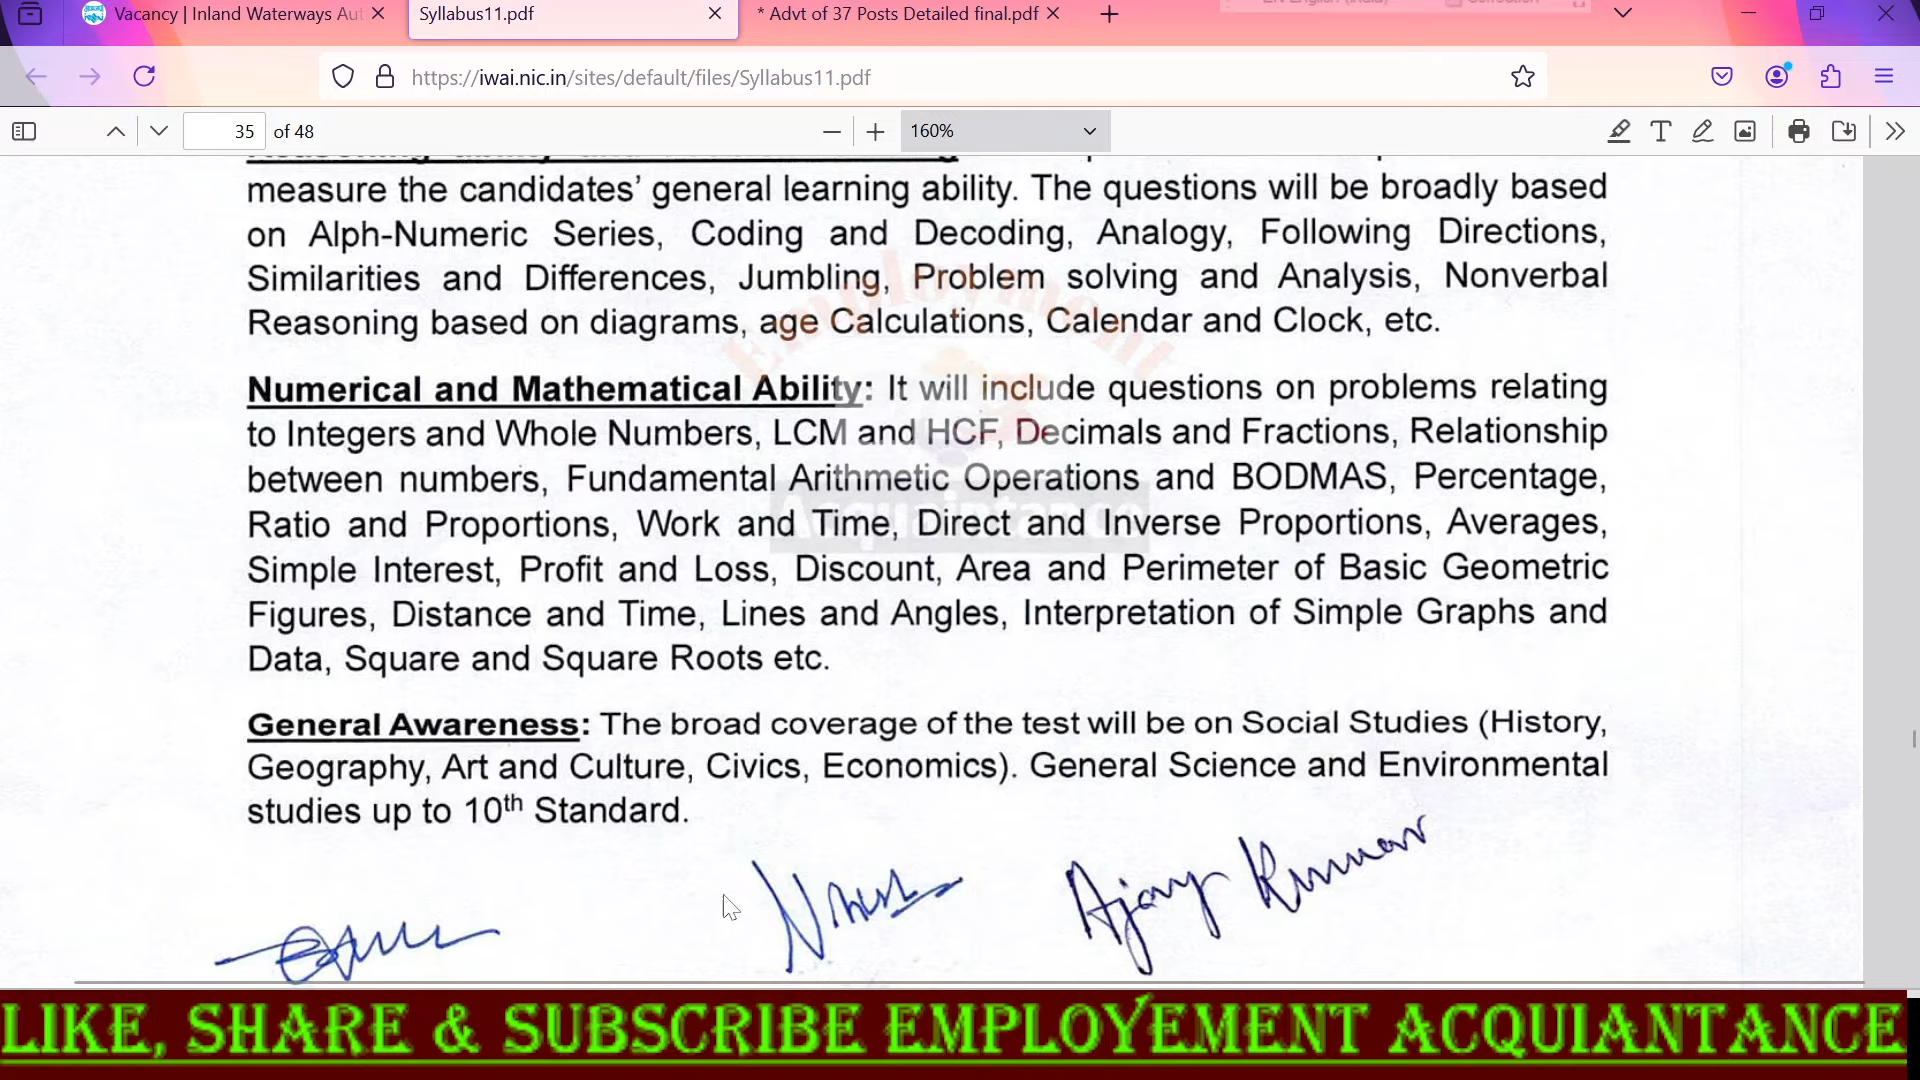 Vacancy | Inland Waterways Aut
Syllabus11.pdf
* Advt of 37 Posts Detailed final.pdf
https://iwai.nic.in/sites/default/files/Syllabus11.pdf
35 of 48
160%
measure the candidates' general learning ability. The questions will be broadly based
on Alph-Numeric Series, Coding and Decoding, Analogy, Following Directions,
Similarities and Differences, Jumbling, Problem solving and Analysis, Nonverbal
Reasoning based on diagrams, age Calculations, Calendar and Clock, etc.
Employment
Numerical and Mathematical Ability: It will include questions on problems relating
to Integers and Whole Numbers, LCM and HCF, Decimals and Fractions, Relationship
between numbers, Fundamental Arithmetic Operations and BODMAS, Percentage,
Acquaintance
Ratio and Proportions, Work and Time, Direct and Inverse Proportions, Averages,
Simple Interest, Profit and Loss, Discount, Area and Perimeter of Basic Geometric
Figures, Distance and Time, Lines and Angles, Interpretation of Simple Graphs and
Data, Square and Square Roots etc.
General Awareness: The broad coverage of the test will be on Social Studies (History,
Geography, Art and Culture, Civics, Economics). General Science and Environmental
studies up to 10th Standard.
Ajay Kumar
LIKE, SHARE & SUBSCRIBE EMPLOYEMENT ACQUIANTANCE